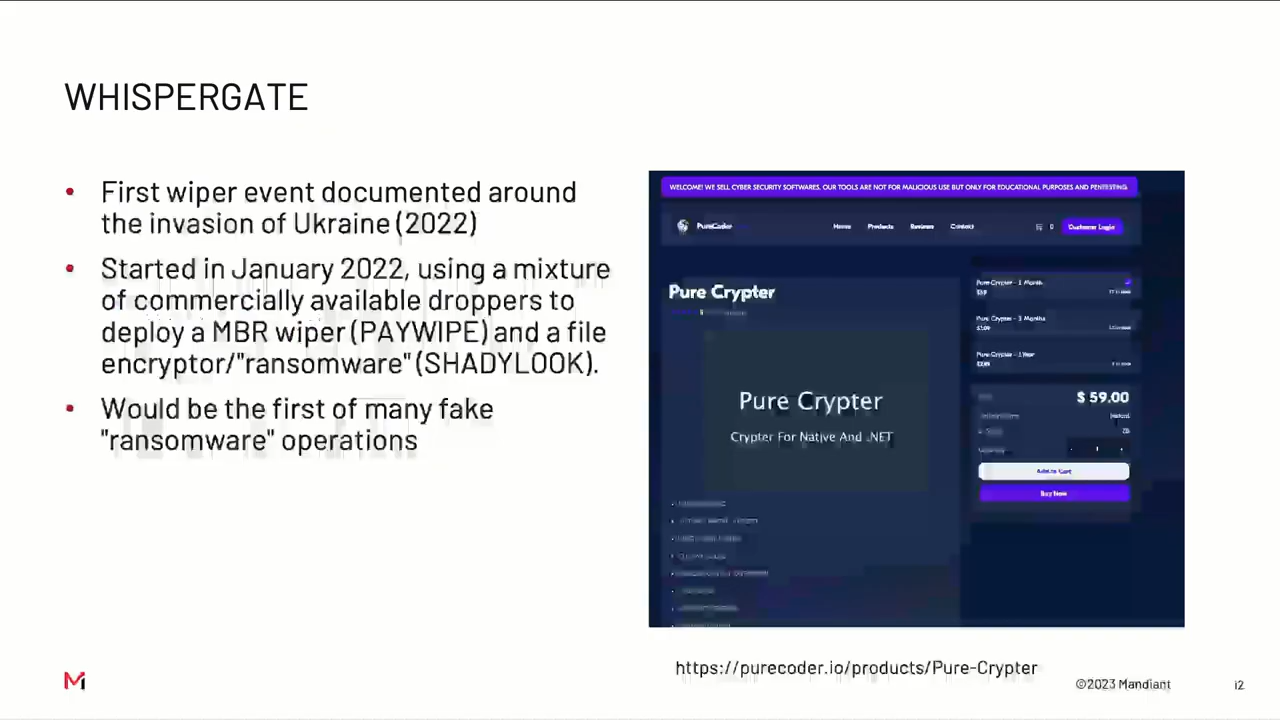 WHISPERGATE
• First wiper event documented around
the invasion of Ukraine (2022)
• Started in January 2022, using a mixture
of commercially available droppers to
deploy a MBR wiper (PAYWIPE) and a file
encryptor/"ransomware" (SHADYLOOK).
• Would be the first of many fake
"ransomware" operations
WELCOME! WE SELL CYBER SECURITY SOFTWARES. OUR TOOLS ARE NOT FOR MALICIOUS USE BUT ONLY FOR EDUCATIONAL PURPOSES AND PENTESTING.
PureCoder
Home Products Reviews Contact 0 Customer Login
Pure Crypter
Pure Crypter
Crypter For Native And .NET
Pure Crypter - 1 Month
Pure Crypter - 3 Months
Pure Crypter - 1 Year
$ 59.00
Instant
1
Add to Cart
Buy Now
https://purecoder.io/products/Pure-Crypter
©2023 Mandiant
12